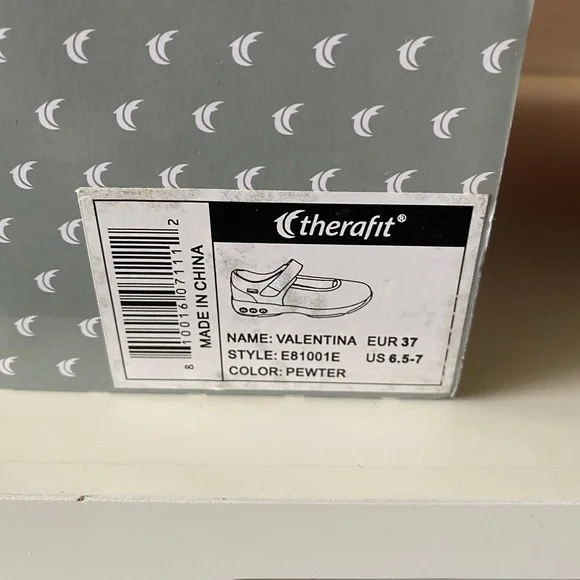 therafit®
NAME: VALENTINA EUR 37
STYLE: E81001E US 6.5-7
COLOR: PEWTER
MADE IN CHINA
8 10016 07111 2